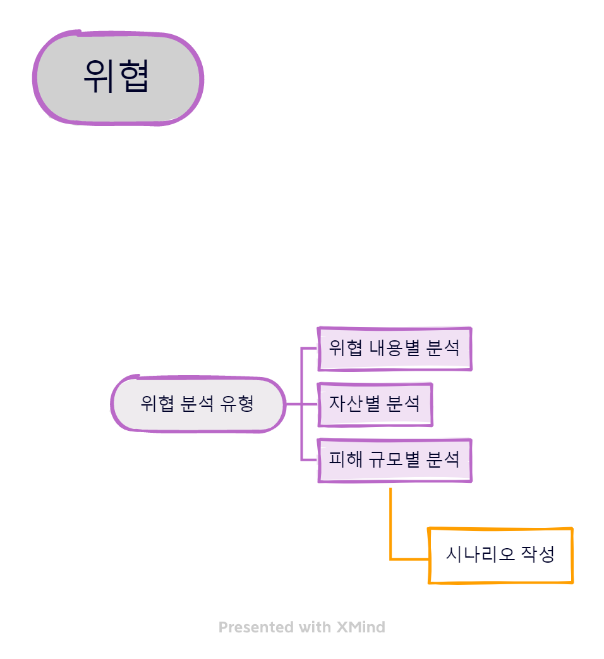 위협
위협 내용별 분석
위협 분석 유형
자산별 분석
피해 규모별 분석
시나리오 작성
Presented with XMind